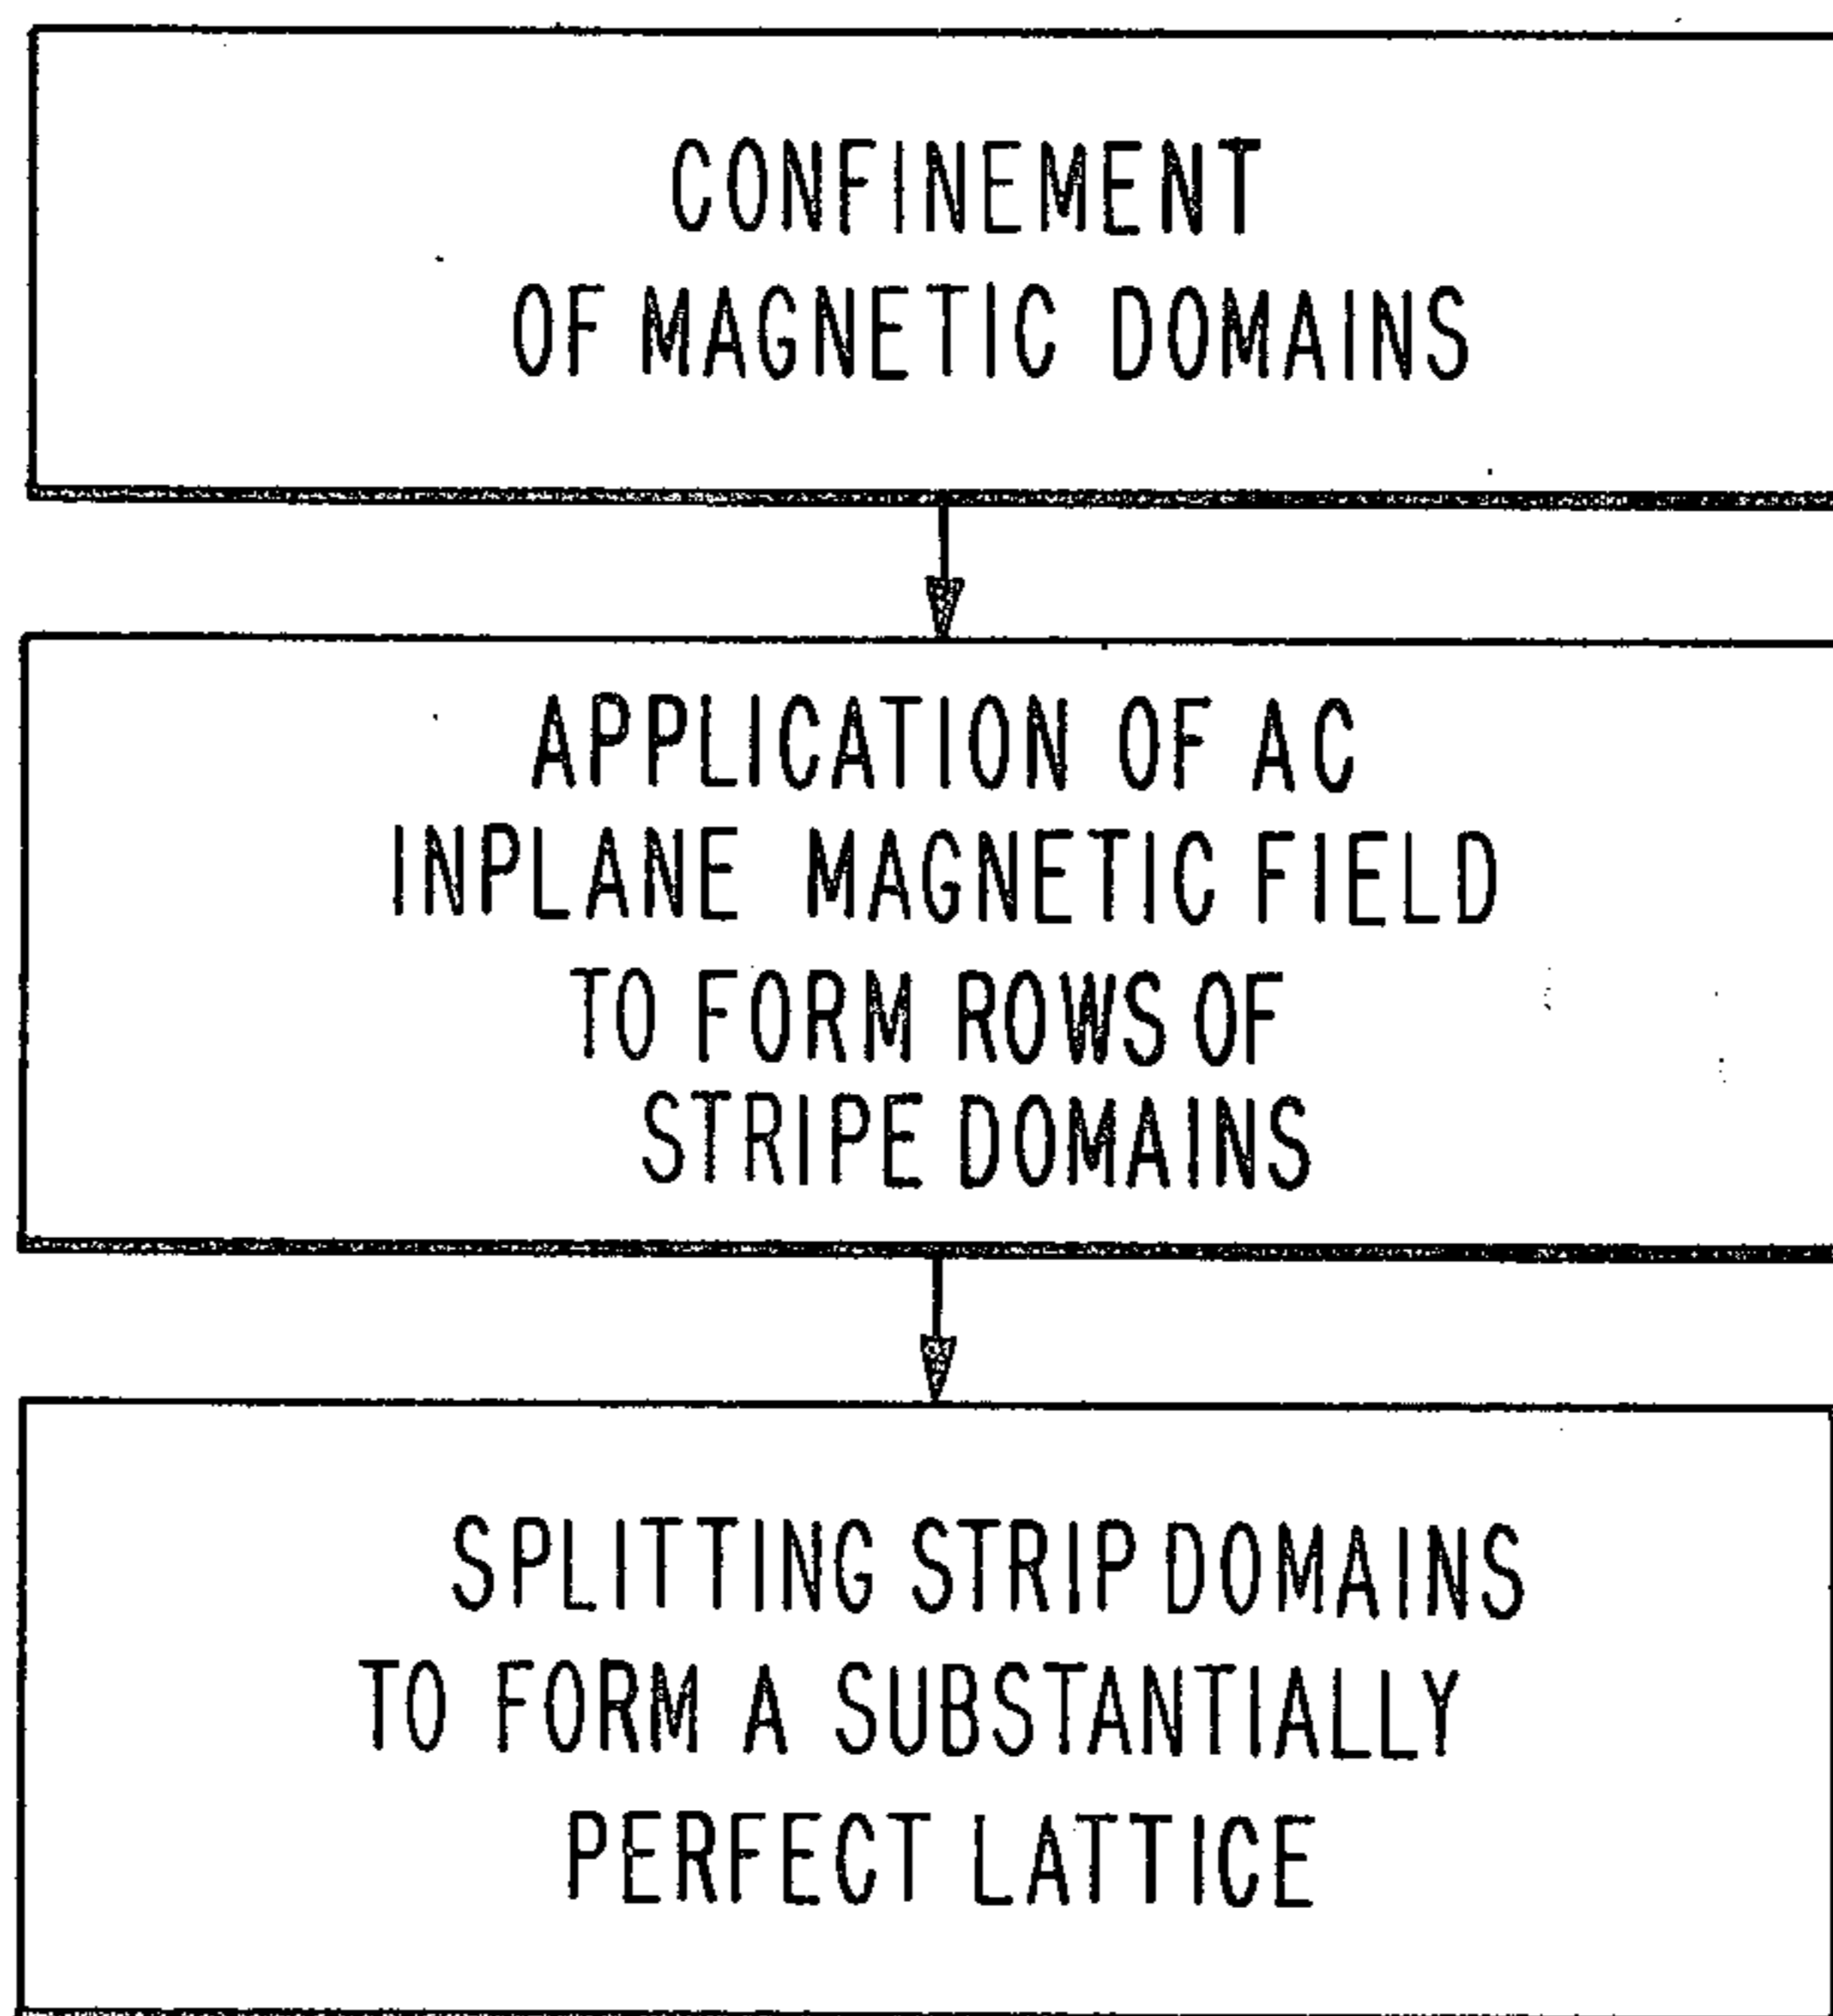 CONFINEMENT
OF MAGNETIC DOMAINS
APPLICATION OF AC
INPLANE MAGNETIC FIELD
TO FORM ROWS OF
STRIPE DOMAINS
SPLITTING STRIP DOMAINS
TO FORM A SUBSTANTIALLY
PERFECT LATTICE